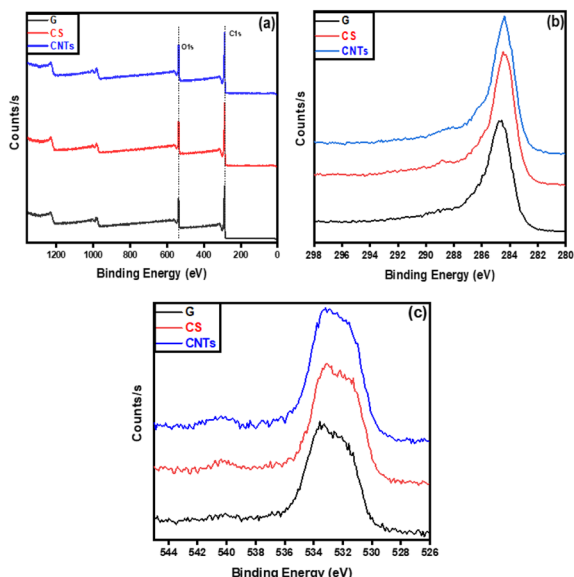 G
CS
CNTs
(a)
O1s
C1s
Counts/s
1200 1000 800 600 400 200 0
Binding Energy (eV)
G
CS
CNTs
(b)
Counts/s
298 296 294 292 290 288 286 284 282 280
Binding Energy (eV)
G
CS
CNTs
(c)
Counts/s
544 542 540 538 536 534 532 530 528 526
Binding Energy (eV)